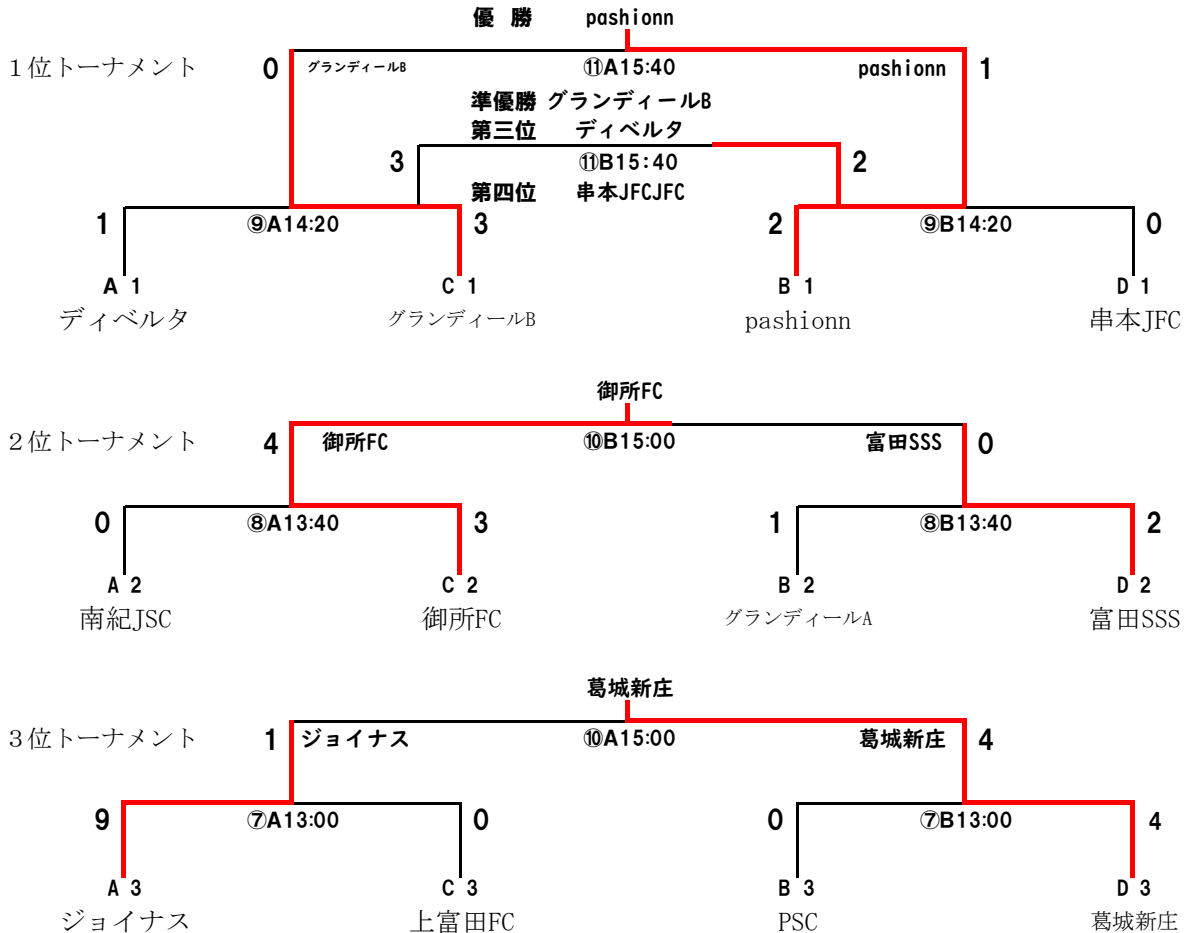 優 勝 pashionn
1位トーナメント 0 グランディールB ⑪A15:40 pashionn 1
準優勝 グランディールB
第三位 ディベルタ
3 ⑪B15:40 2
第四位 串本JFCJFC
1 ⑨A14:20 3 2 ⑨B14:20 0
A 1 C 1 B 1 D 1
ディベルタ グランディールB pashionn 串本JFC
御所FC
2位トーナメント 4 御所FC ⑩B15:00 富田SSS 0
0 ⑧A13:40 3 1 ⑧B13:40 2
A 2 C 2 B 2 D 2
南紀JSC 御所FC グランディールA 富田SSS
葛城新庄
3位トーナメント 1 ジョイナス ⑩A15:00 葛城新庄 4
9 ⑦A13:00 0 0 ⑦B13:00 4
A 3 C 3 B 3 D 3
ジョイナス 上富田FC PSC 葛城新庄